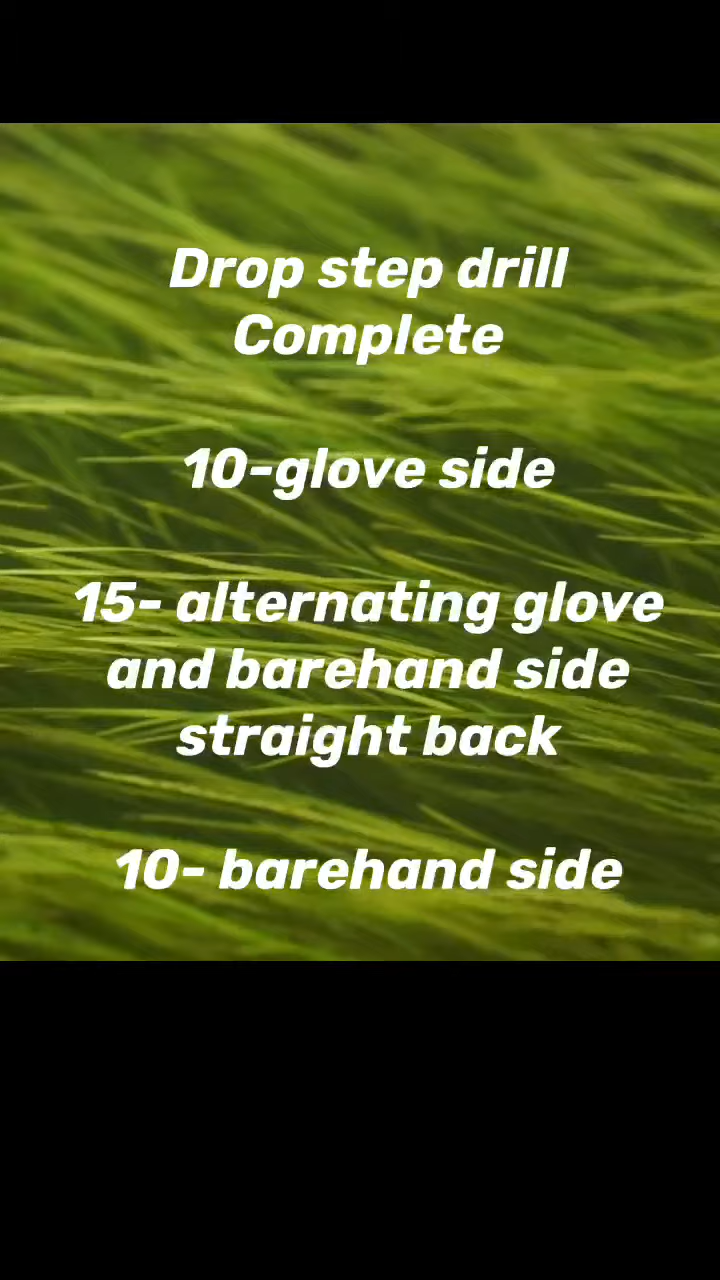 Drop step drill
Complete
10-glove side
15- alternating glove
and barehand side
straight back
10- barehand side